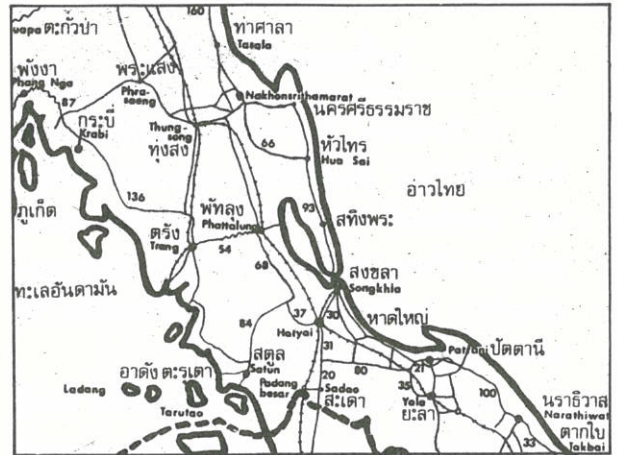 160
ท่าศาลา
Tasala
uapa ตะกั่วป่า
พังงา
Phang Nga
พระแสง
Phra-
saeng
Nakhonsrithamarat
นครศรีธรรมราช
87
กระบี่
Krabi
Thung-
song
ทุ่งสง
66
หัวไทร
Hua Sai
อ่าวไทย
136
ภูเก็ต
พัทลุง
Phattalung
93
สทิงพระ
ตรัง
Trang
54
68
สงขลา
Songkhla
ทะเลอันดามัน
84
37
30
หาดใหญ่
Hatyai
31
ปัตตานี
21
80
สตูล
Satun
อาดัง ตะรุเตา
Ladang
Tarutao
Padang
besar
20
Sadao
สะเดา
35
Yala
ยะลา
100
นราธิวาส
Narathiwat
ตากใบ
Takbai
33